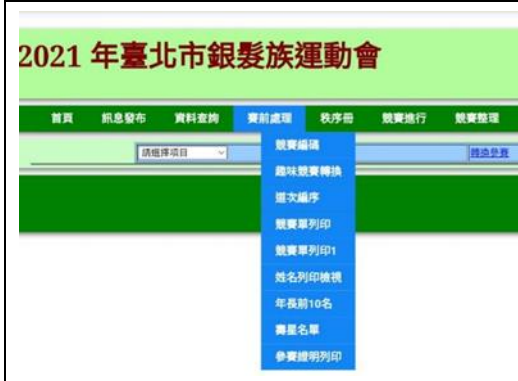 2021 年臺北市銀髮族運動會
首頁 訊息發布 資料查詢 賽前處理 秩序冊 競賽進行 競賽整理
請選擇項目 轉換參賽
競賽編碼
趣味競賽轉換
道次編序
競賽單列印
競賽單列印1
姓名列印檢視
年長前10名
壽星名單
參賽證明列印